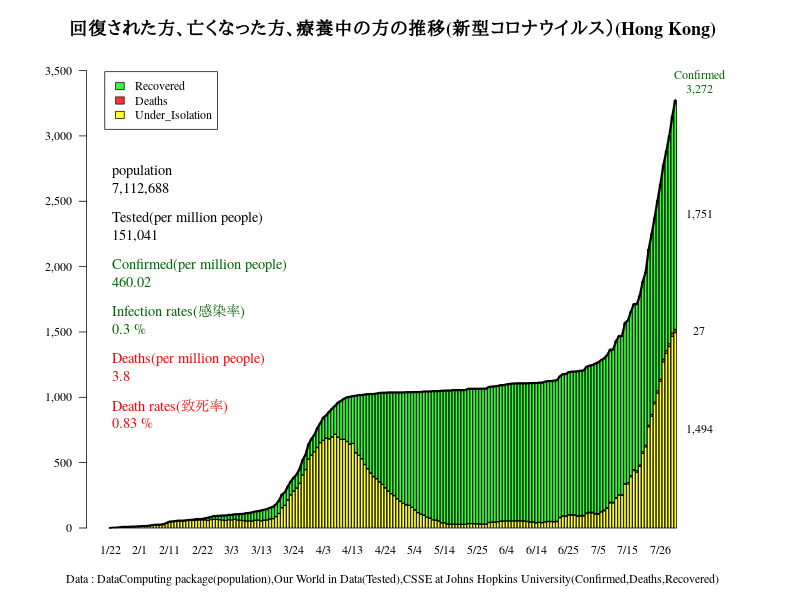 回復された方、亡くなった方、療養中の方の推移(新型コロナウイルス)(Hong Kong)
Confirmed
3,272
3,500
3,000
2,500
2,000
1,500
1,000
500
0
Recovered
Deaths
Under_Isolation
population
7,112,688
Tested(per million people)
151,041
Confirmed(per million people)
460.02
Infection rates(感染率)
0.3 %
Deaths(per million people)
3.8
Death rates(致死率)
0.83 %
1,751
27
1,494
1/22 2/1 2/11 2/22 3/3 3/13 3/24 4/3 4/13 4/24 5/4 5/14 5/25 6/4 6/14 6/25 7/5 7/15 7/26
Data : DataComputing package(population),Our World in Data(Tested),CSSE at Johns Hopkins University(Confirmed,Deaths,Recovered)